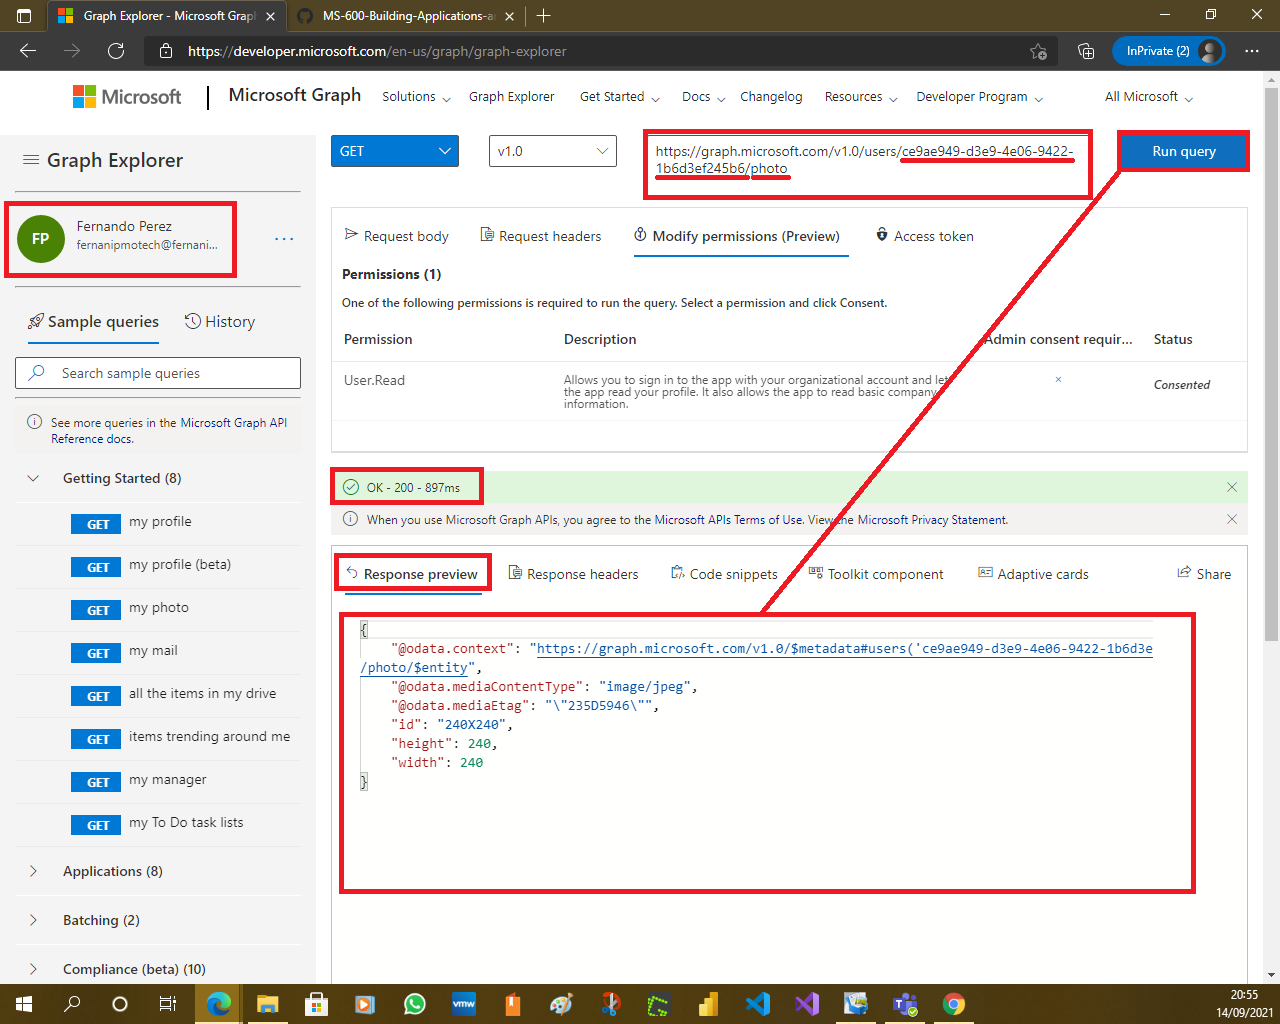 Graph Explorer - Microsoft Graph
MS-600-Building-Applications-a
https://developer.microsoft.com/en-us/graph/graph-explorer
InPrivate (2)
Microsoft
Microsoft Graph
Solutions
Graph Explorer
Get Started
Docs
Changelog
Resources
Developer Program
All Microsoft
Graph Explorer
FP
Fernando Perez
fernanipmotech@fernani...
...
Sample queries
History
Search sample queries
See more queries in the Microsoft Graph API
Reference docs.
Getting Started (8)
GET my profile
GET my profile (beta)
GET my photo
GET my mail
GET all the items in my drive
GET items trending around me
GET my manager
GET my To Do task lists
Applications (8)
Batching (2)
Compliance (beta) (10)
GET
v1.0
https://graph.microsoft.com/v1.0/users/ce9ae949-d3e9-4e06-9422-
1b6d3ef245b6/photo
Run query
Request body
Request headers
Modify permissions (Preview)
Access token
Permissions (1)
One of the following permissions is required to run the query. Select a permission and click Consent.
Permission
Description
Admin consent requir...
Status
User.Read
Allows you to sign in to the app with your organizational account and let
the app read your profile. It also allows the app to read basic company
information.
Consented
OK - 200 - 897ms
When you use Microsoft Graph APIs, you agree to the Microsoft APIs Terms of Use. View the Microsoft Privacy Statement.
Response preview
Response headers
Code snippets
Toolkit component
Adaptive cards
Share
{
"@odata.context": "https://graph.microsoft.com/v1.0/$metadata#users('ce9ae949-d3e9-4e06-9422-1b6d3e
/photo/$entity",
"@odata.mediaContentType": "image/jpeg",
"@odata.mediaEtag": "\"235D5946\"",
"id": "240X240",
"height": 240,
"width": 240
}
vmw
20:55
14/09/2021